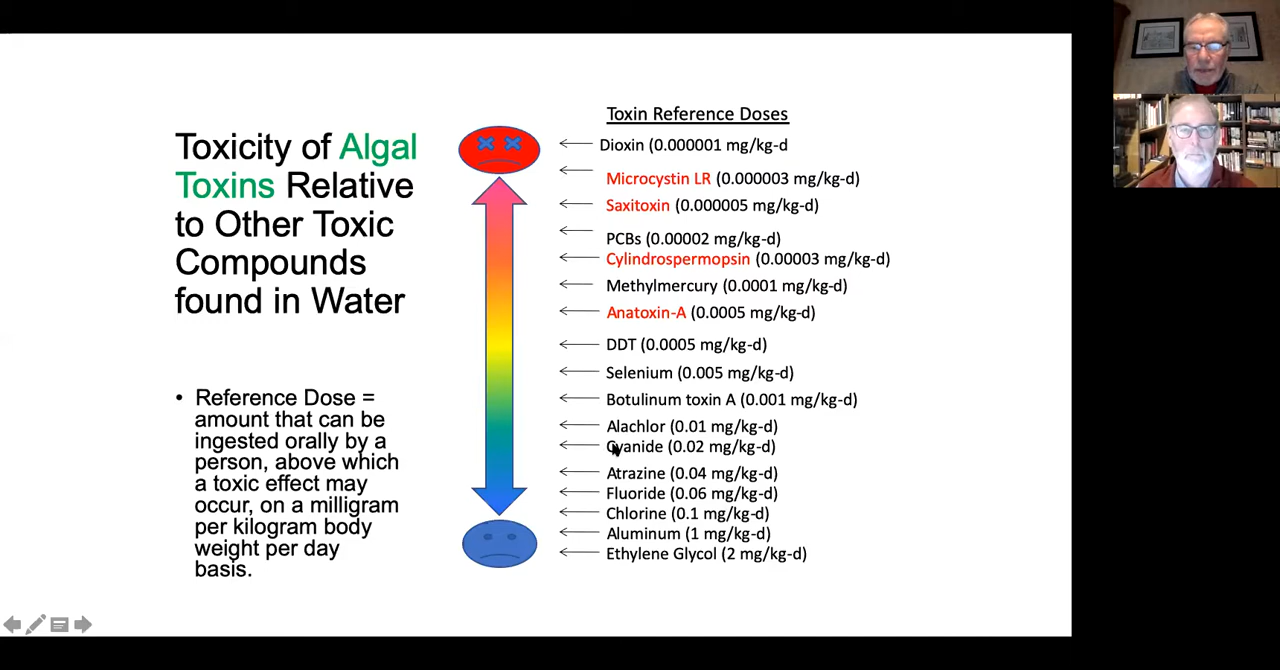 Toxicity of Algal
Toxins Relative
to Other Toxic
Compounds
found in Water
• Reference Dose =
amount that can be
ingested orally by a
person, above which
a toxic effect may
occur, on a milligram
per kilogram body
weight per day
basis.
Toxin Reference Doses
Dioxin (0.000001 mg/kg-d
Microcystin LR (0.000003 mg/kg-d)
Saxitoxin (0.000005 mg/kg-d)
PCBs (0.00002 mg/kg-d)
Cylindrospermopsin (0.00003 mg/kg-d)
Methylmercury (0.0001 mg/kg-d)
Anatoxin-A (0.0005 mg/kg-d)
DDT (0.0005 mg/kg-d)
Selenium (0.005 mg/kg-d)
Botulinum toxin A (0.001 mg/kg-d)
Alachlor (0.01 mg/kg-d)
Cyanide (0.02 mg/kg-d)
Atrazine (0.04 mg/kg-d)
Fluoride (0.06 mg/kg-d)
Chlorine (0.1 mg/kg-d)
Aluminum (1 mg/kg-d)
Ethylene Glycol (2 mg/kg-d)